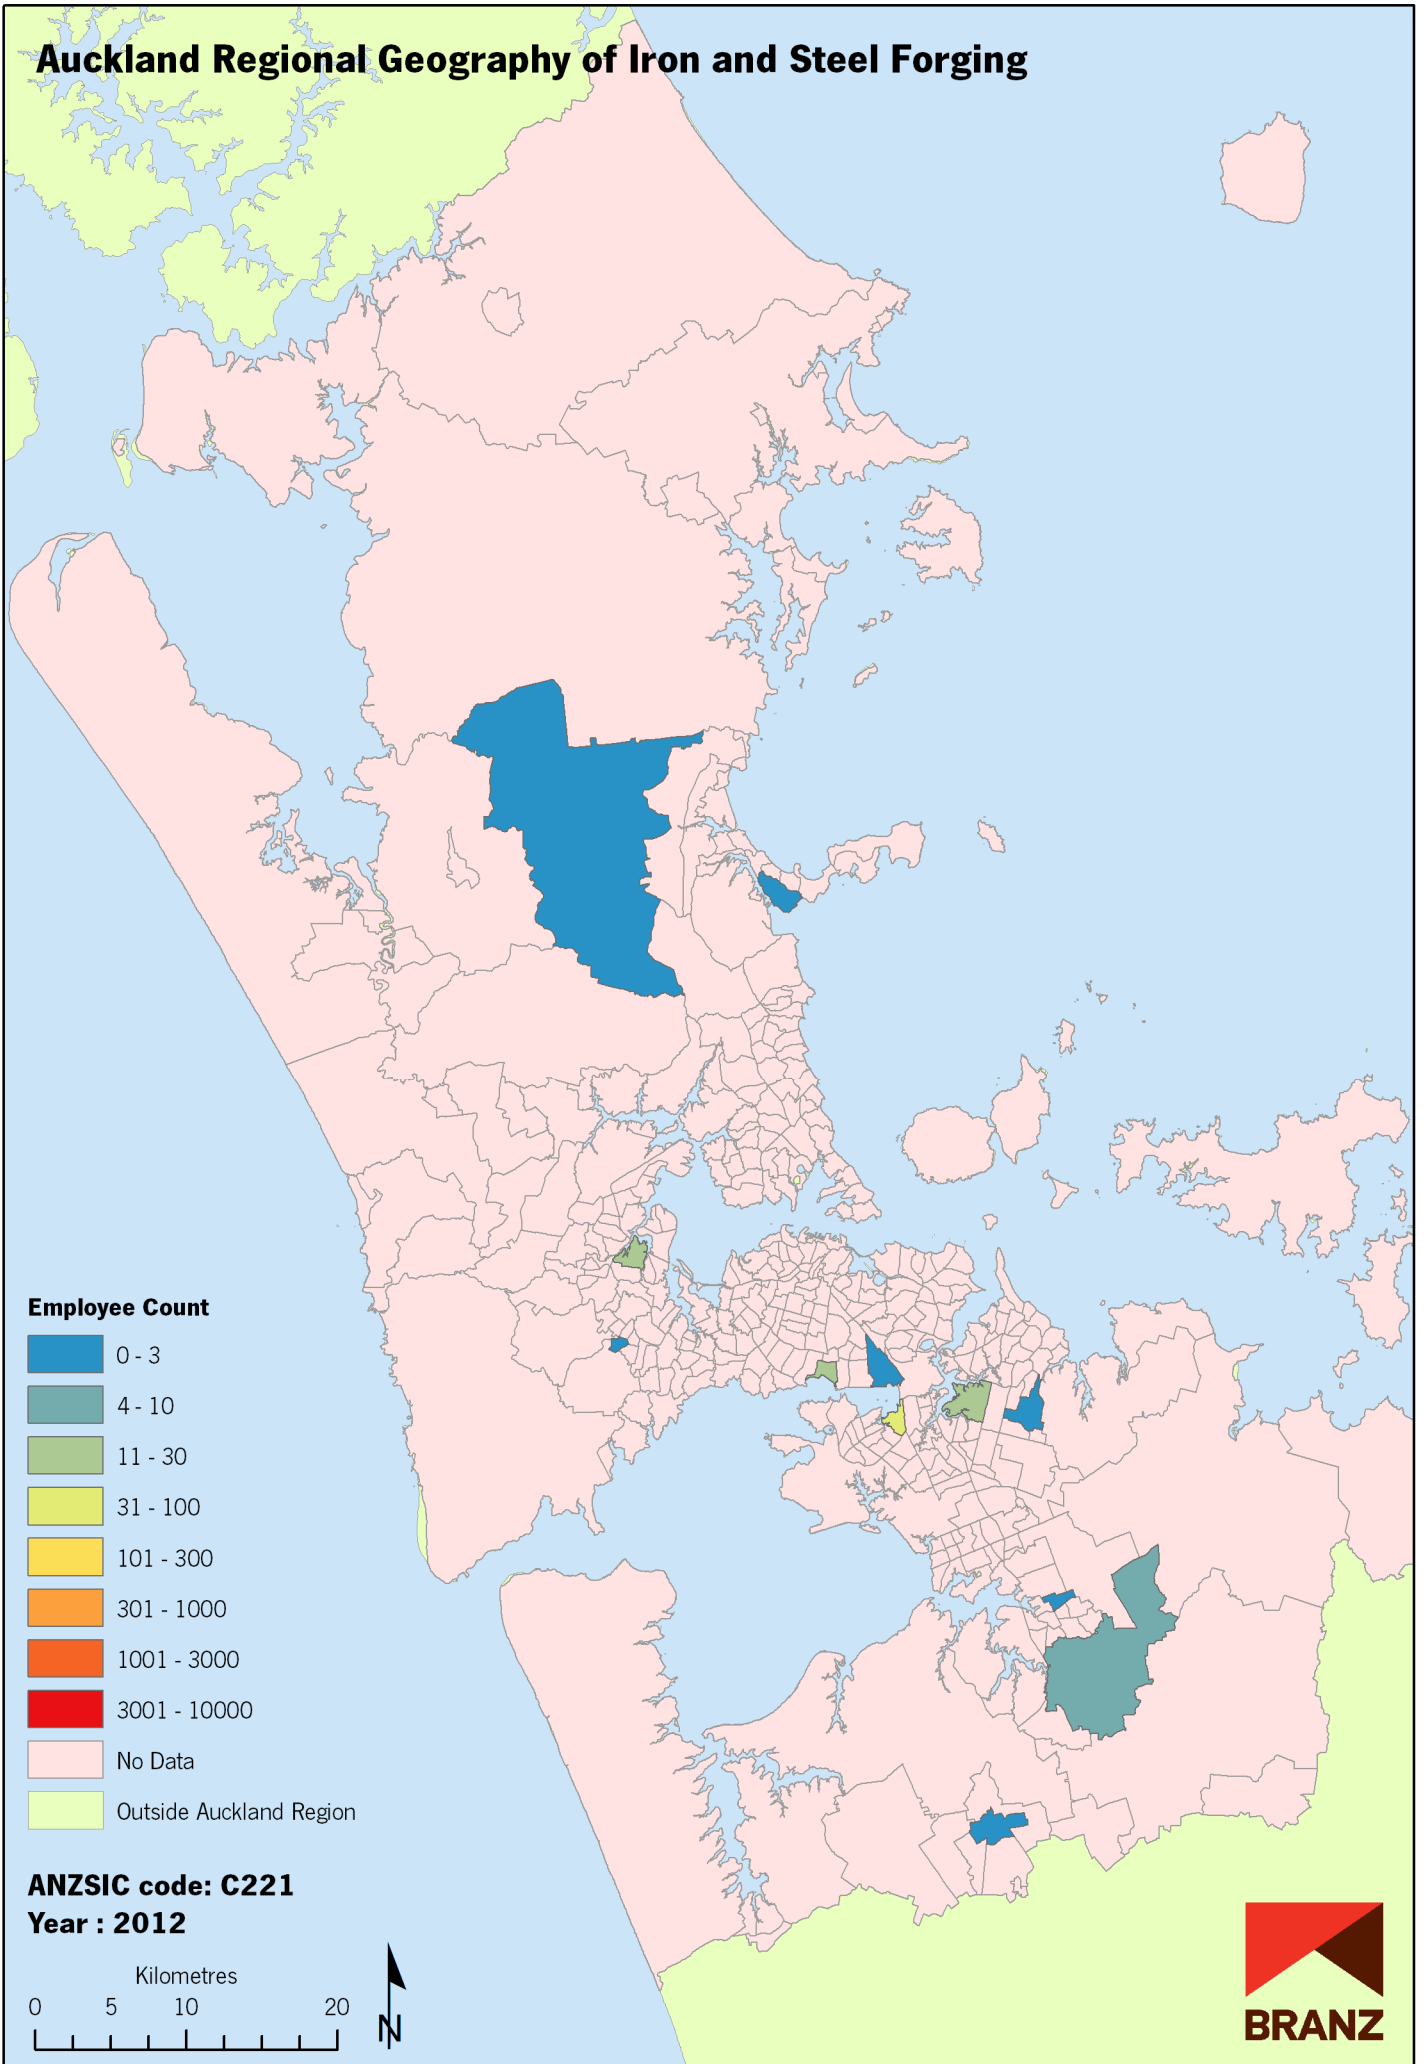 Auckland Regional Geography of Iron and Steel Forging
Employee Count
0 - 3
4 - 10
11 - 30
31 - 100
101 - 300
301 - 1000
1001 - 3000
3001 - 10000
No Data
Outside Auckland Region
ANZSIC code: C221
Year : 2012
Kilometres
0 5 10 20
N
BRANZ